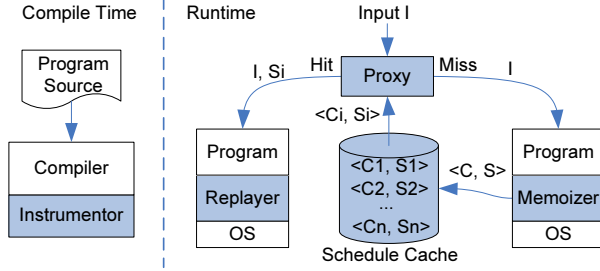 Compile Time
Runtime
Input I
Program
Source
I, Si
Hit
Proxy
Miss
I
<Ci, Si>
Compiler
Instrumentor
Program
Replayer
OS
<C1, S1>
<C2, S2>
...
<Cn, Sn>
Schedule Cache
<C, S>
Program
Memoizer
OS